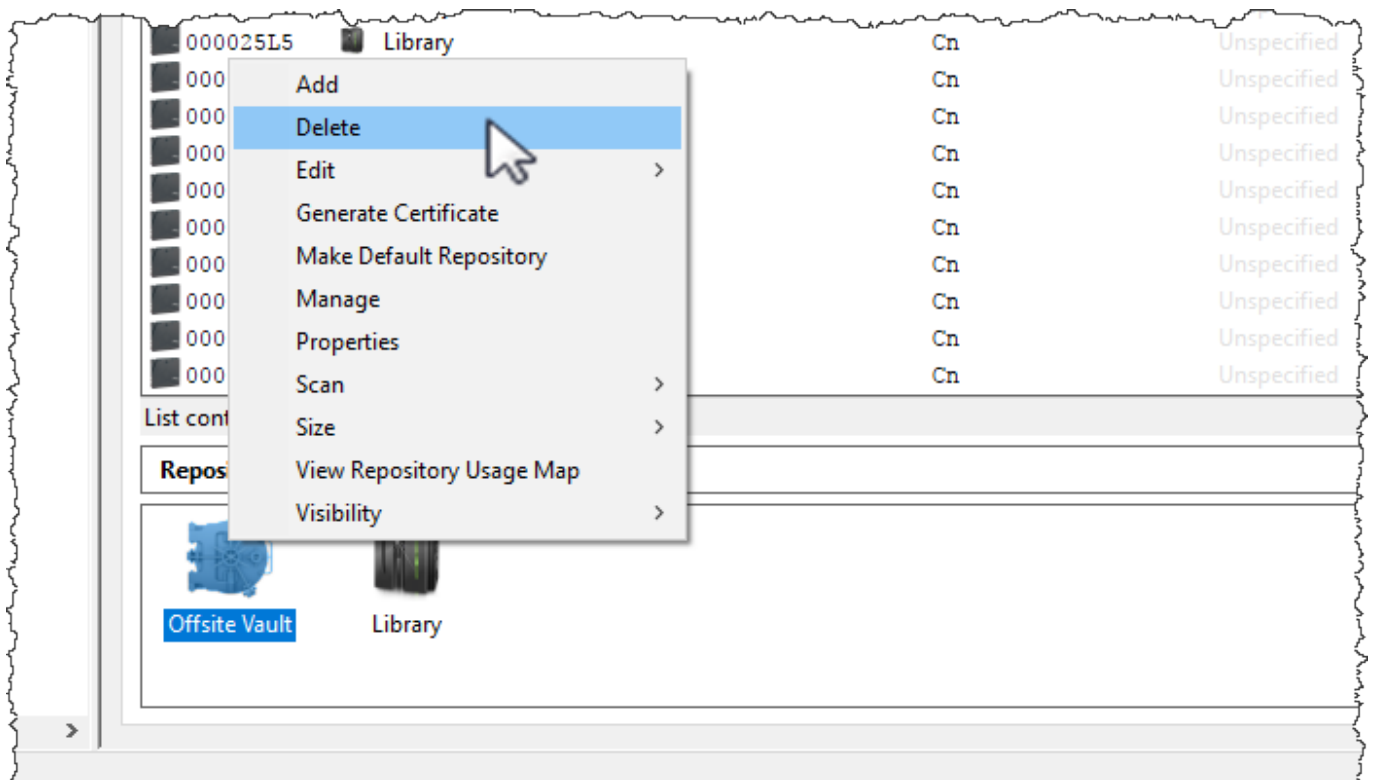 000025L5 Library Cn Unspecified
000 Cn Unspecified
000 Cn Unspecified
000 Cn Unspecified
000 Cn Unspecified
000 Cn Unspecified
000 Cn Unspecified
000 Cn Unspecified
000 Cn Unspecified
000 Cn Unspecified
Add
Delete
Edit
Generate Certificate
Make Default Repository
Manage
Properties
Scan
Size
View Repository Usage Map
Visibility
List cont
Reposi
Offsite Vault
Library